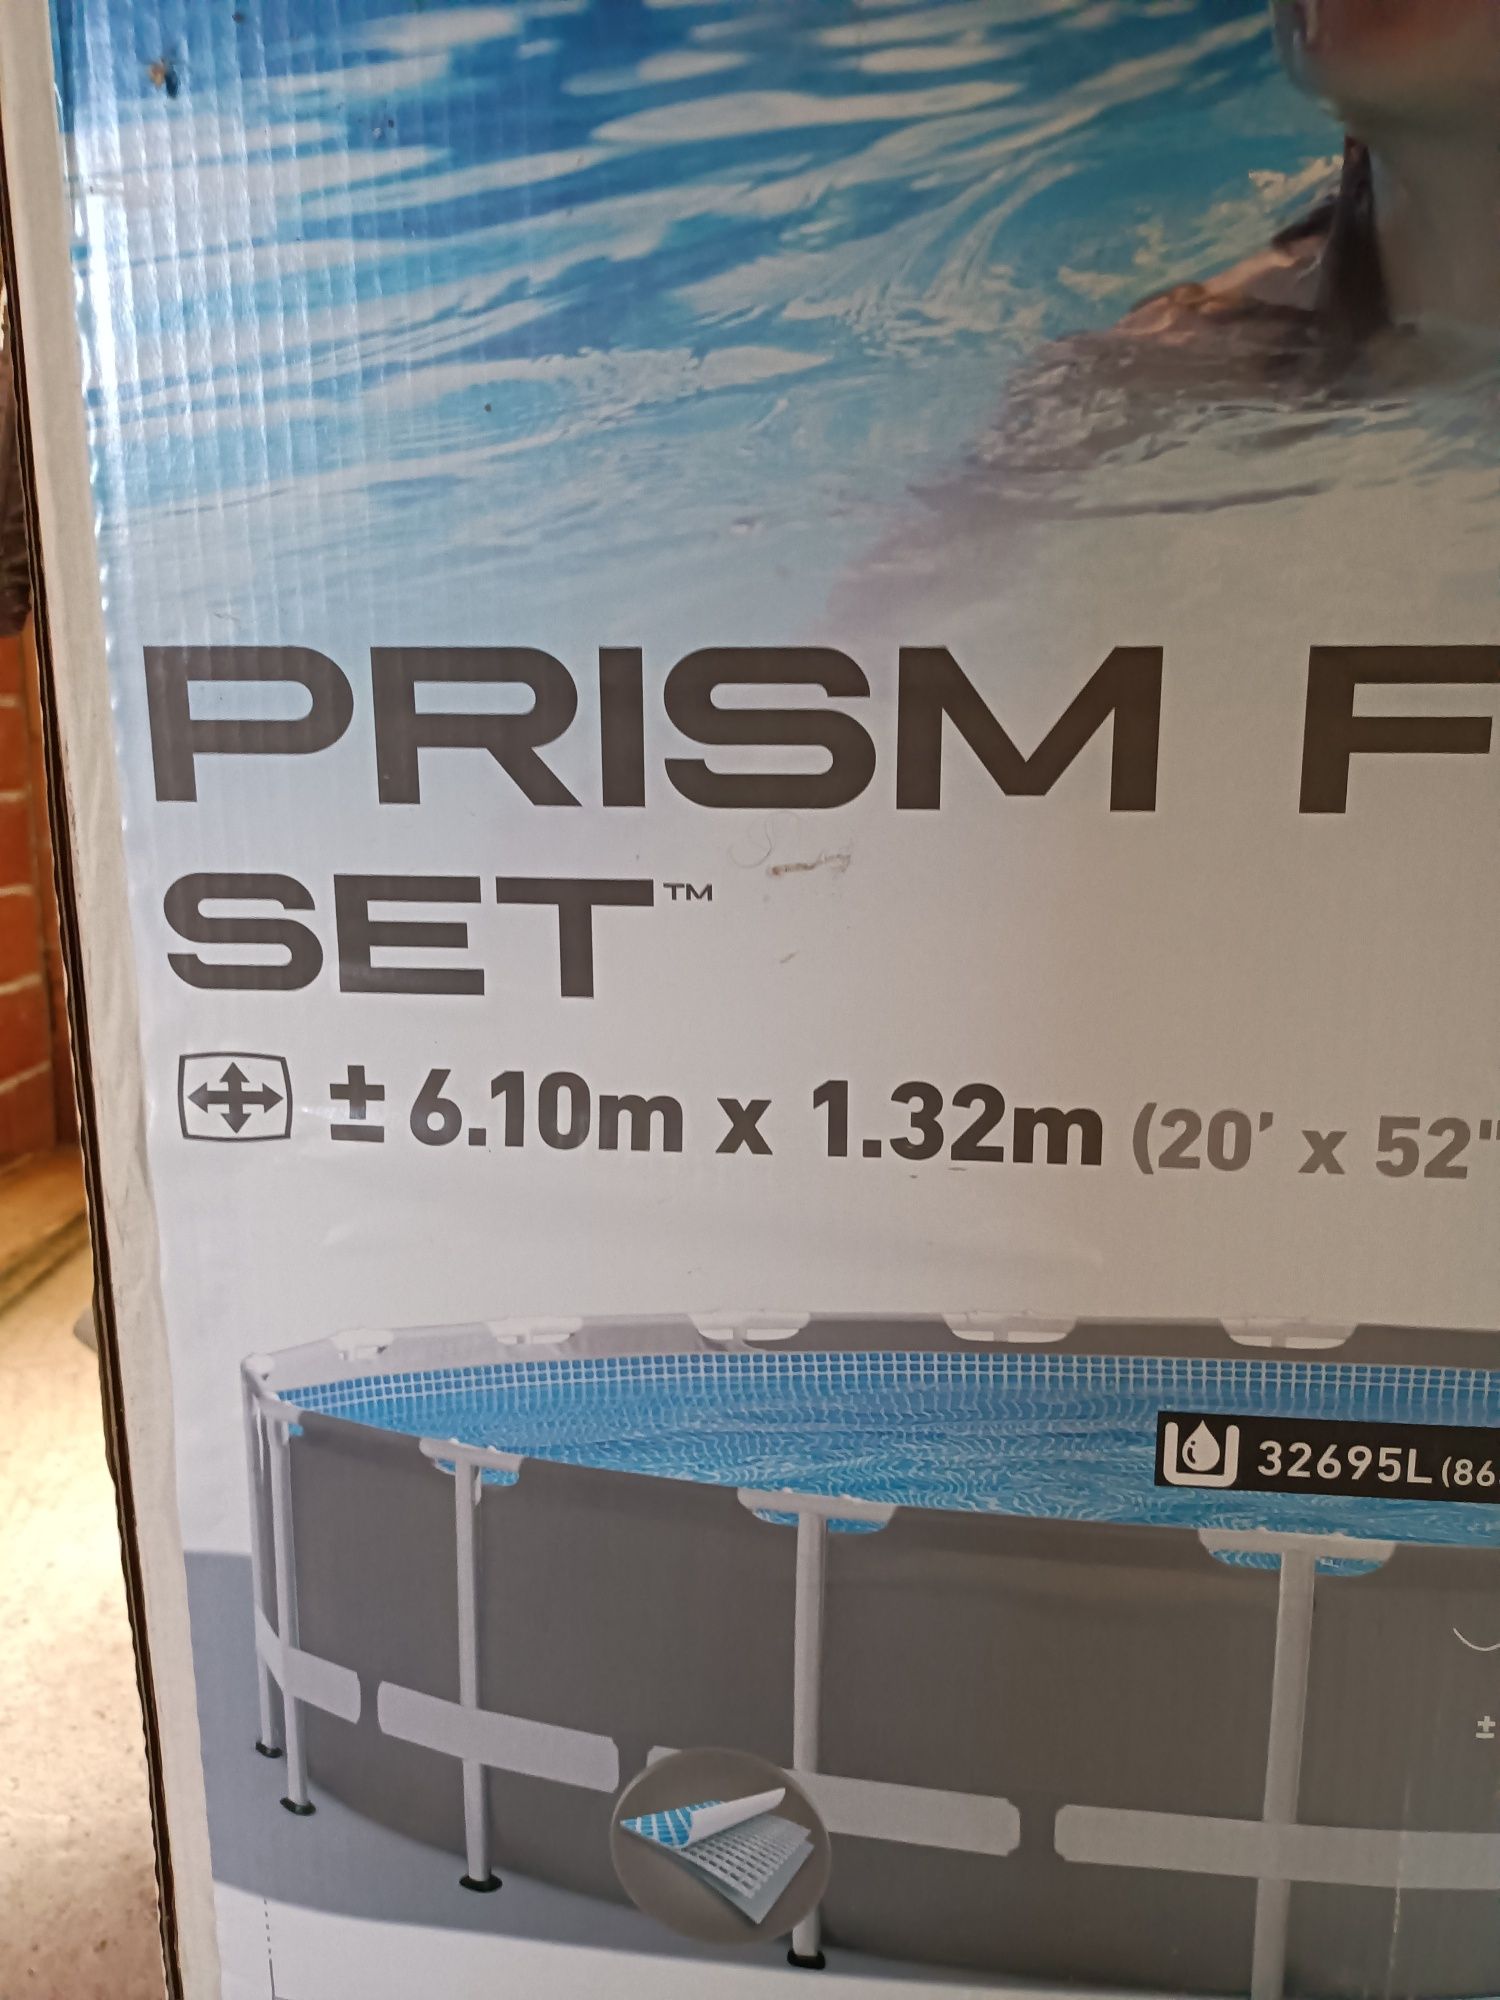 PRISM F
SET™
± 6.10m x 1.32m (20' x 52"
32695L (86
±